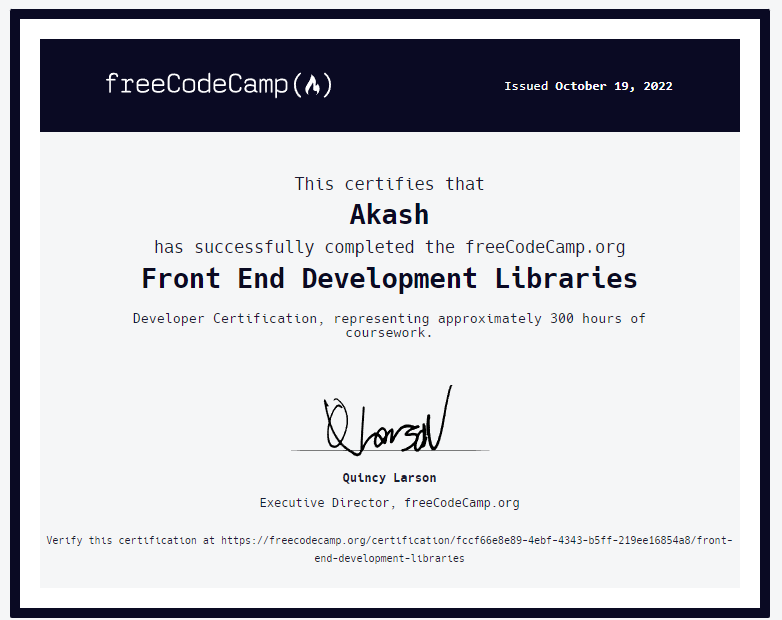 freeCodeCamp
Issued October 19, 2022
This certifies that
Akash
has successfully completed the freeCodeCamp.org
Front End Development Libraries
Developer Certification, representing approximately 300 hours of
coursework.
Q Larson
Quincy Larson
Executive Director, freeCodeCamp.org
Verify this certification at https://freecodecamp.org/certification/fccf66e8e89-4ebf-4343-b5ff-219ee16854a8/front-
end-development-libraries